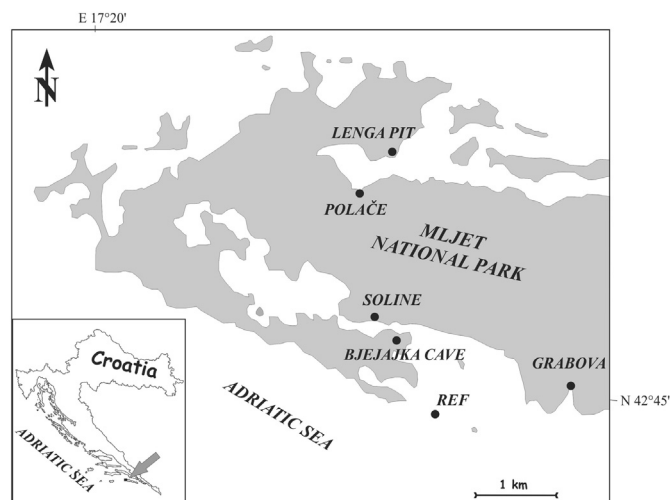 E 17°20'
N
LENGA PIT
POLAČE
MLJET
NATIONAL PARK
SOLINE
BJEJAJKA CAVE
GRABOVA
REF
N 42°45'
ADRIATIC SEA
1 km
Croatia
ADRIATIC SEA